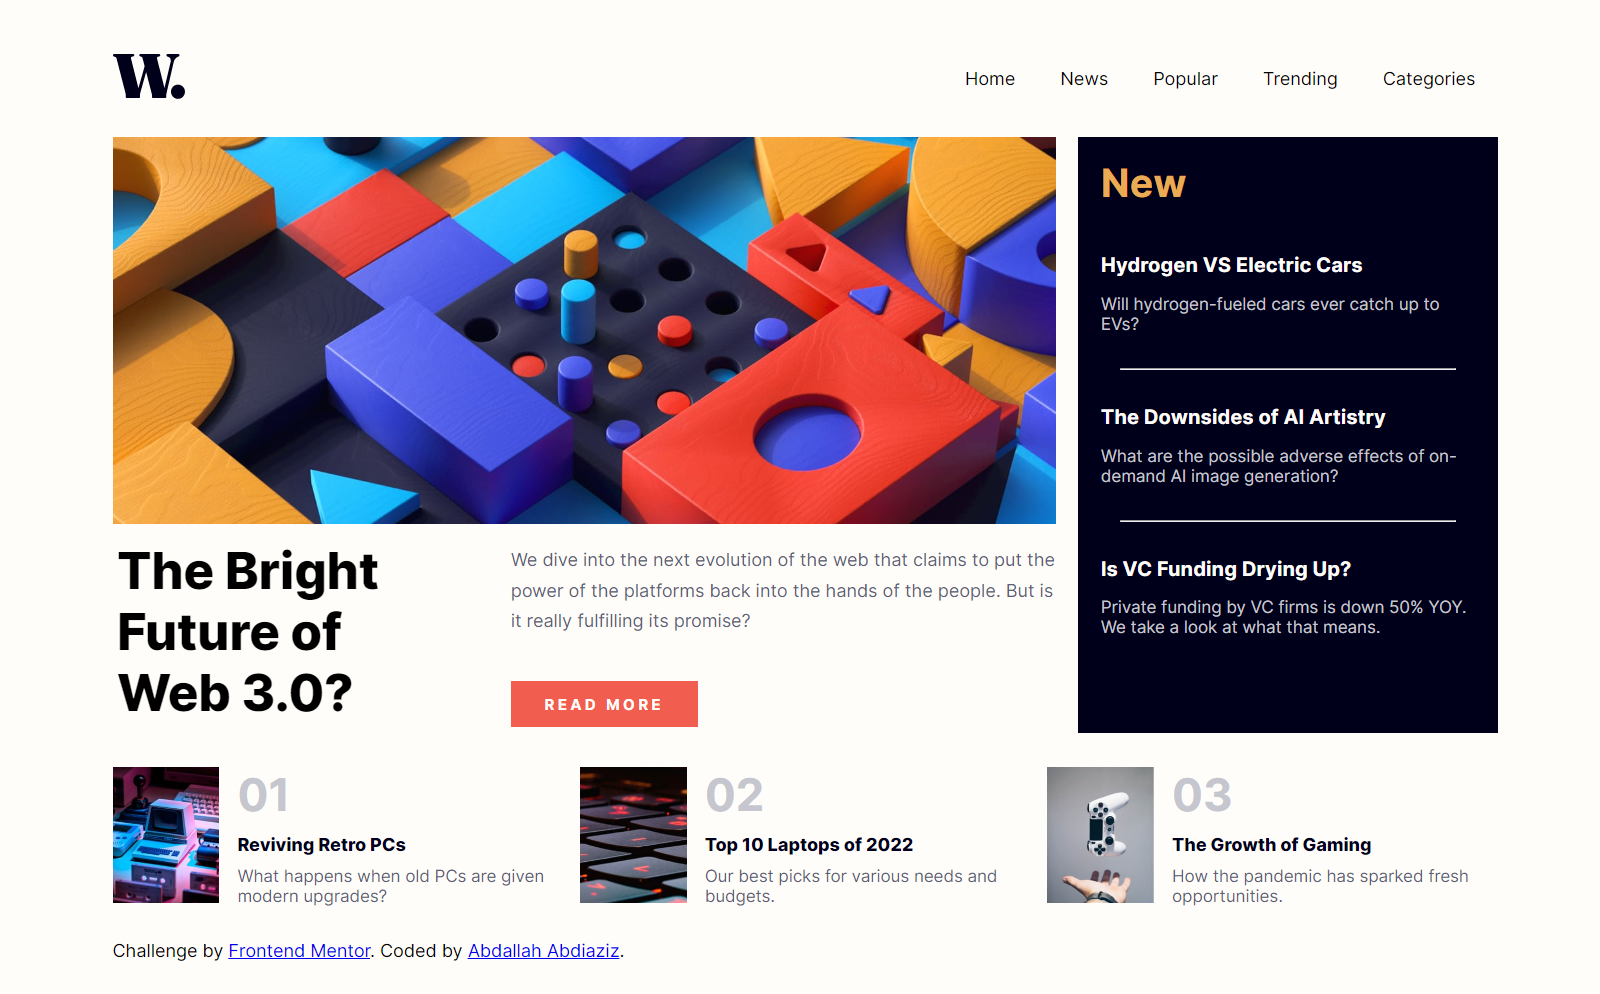 W.
Home News Popular Trending Categories
The Bright
Future of
Web 3.0?
We dive into the next evolution of the web that claims to put the
power of the platforms back into the hands of the people. But is
it really fulfilling its promise?
READ MORE
New
Hydrogen VS Electric Cars
Will hydrogen-fueled cars ever catch up to
EVs?
The Downsides of AI Artistry
What are the possible adverse effects of on-
demand AI image generation?
Is VC Funding Drying Up?
Private funding by VC firms is down 50% YOY.
We take a look at what that means.
01
Reviving Retro PCs
What happens when old PCs are given
modern upgrades?
02
Top 10 Laptops of 2022
Our best picks for various needs and
budgets.
03
The Growth of Gaming
How the pandemic has sparked fresh
opportunities.
Challenge by Frontend Mentor. Coded by Abdallah Abdiaziz.